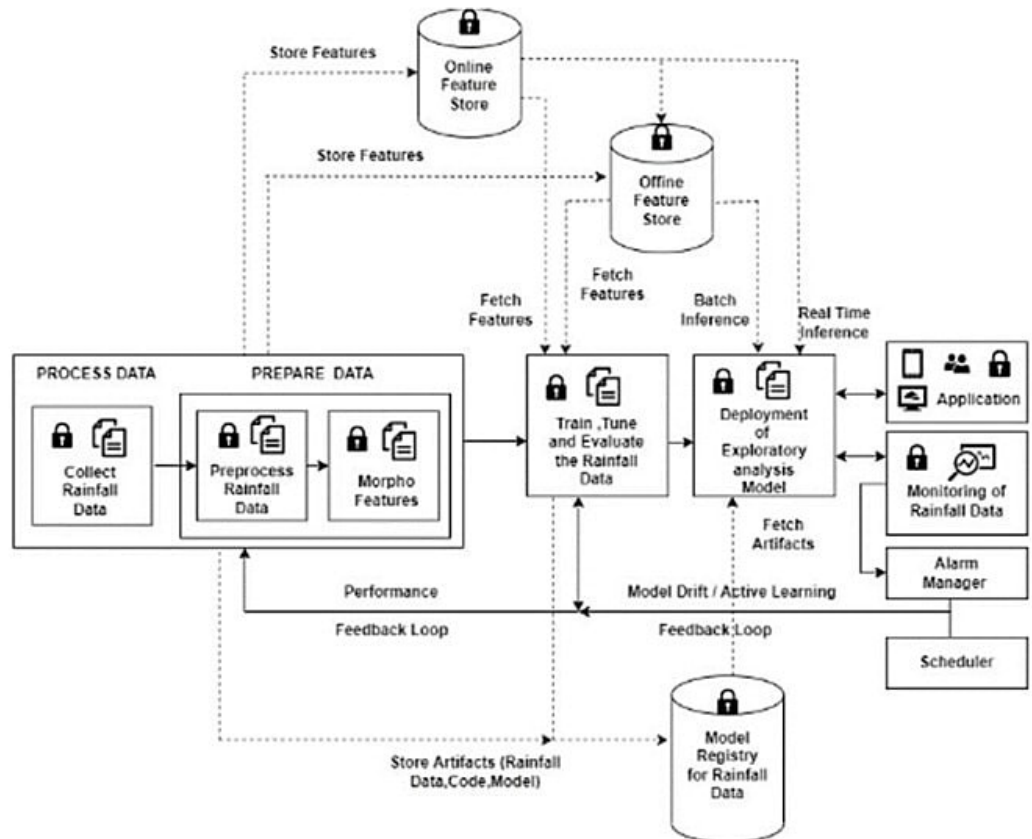 Store Features
Online
Feature
Store
Store Features
Offine
Feature
Store
Fetch
Features
Fetch
Features
Batch
Inference
Real Time
Inference
PROCESS DATA
PREPARE DATA
Collect
Rainfall
Data
Preprocess
Rainfall
Data
Morpho
Features
Train ,Tune
and Evaluate
the Rainfall
Data
Deployment
of
Exploratory
analysis
Model
Application
Monitoring of
Rainfall Data
Fetch
Artifacts
Alarm
Manager
Performance
Feedback Loop
Model Drift / Active Learning
Feedback Loop
Scheduler
Store Artifacts (Rainfall
Data,Code,Model)
Model
Registry
for Rainfall
Data